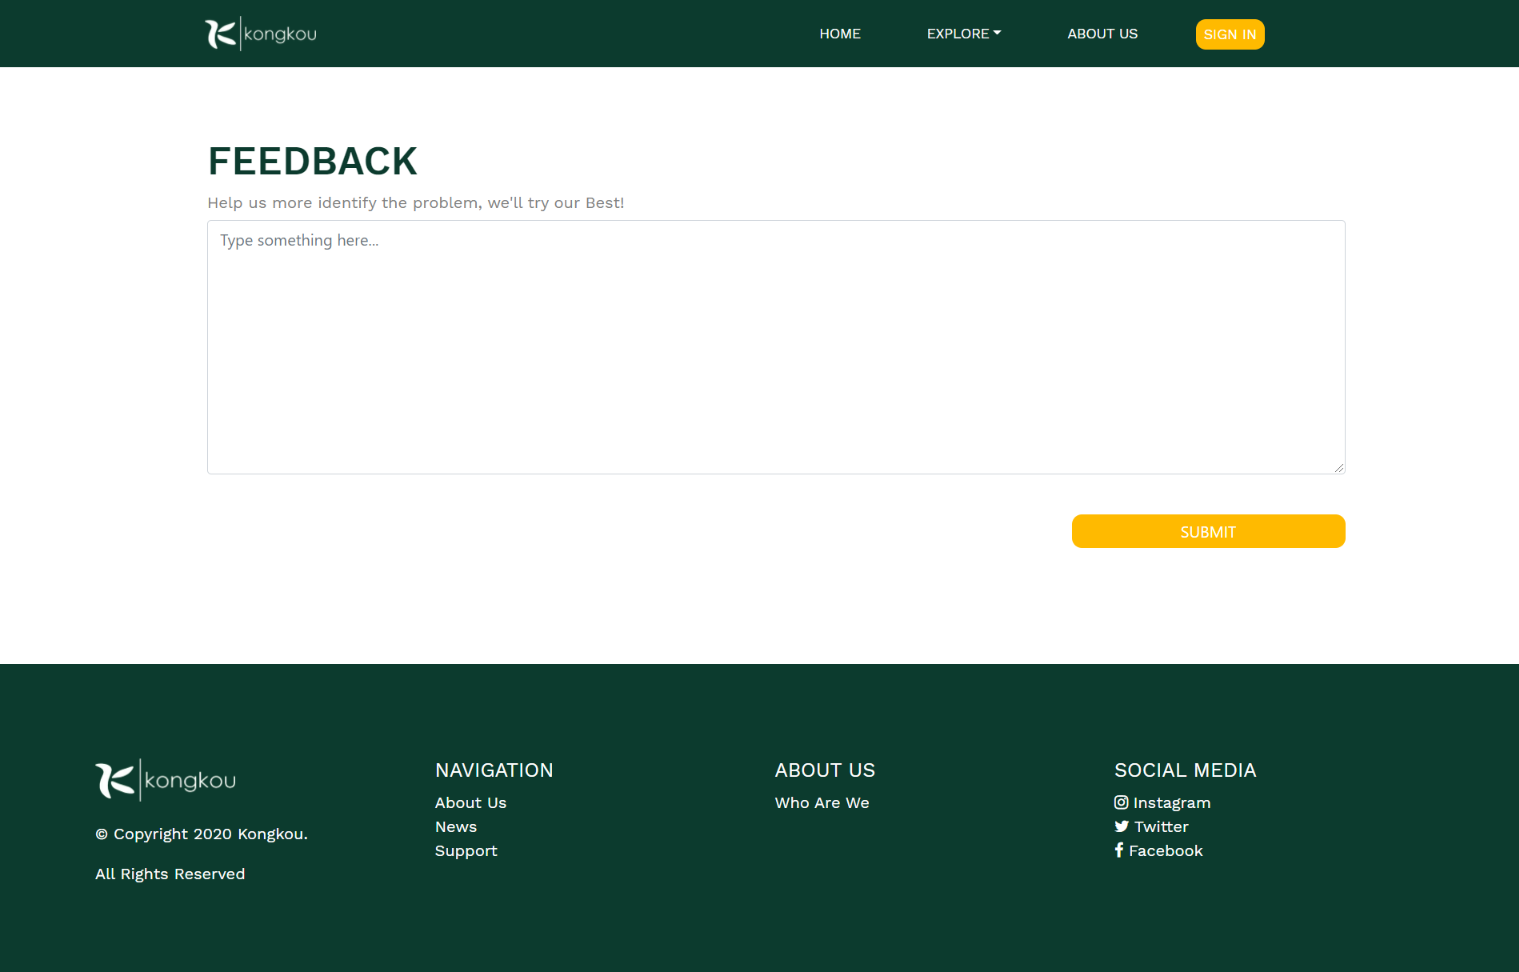 kongkou
HOME
EXPLORE
ABOUT US
SIGN IN
FEEDBACK
Help us more identify the problem, we'll try our Best!
Type something here...
SUBMIT
kongkou
© Copyright 2020 Kongkou.
All Rights Reserved
NAVIGATION
About Us
News
Support
ABOUT US
Who Are We
SOCIAL MEDIA
Instagram
Twitter
Facebook